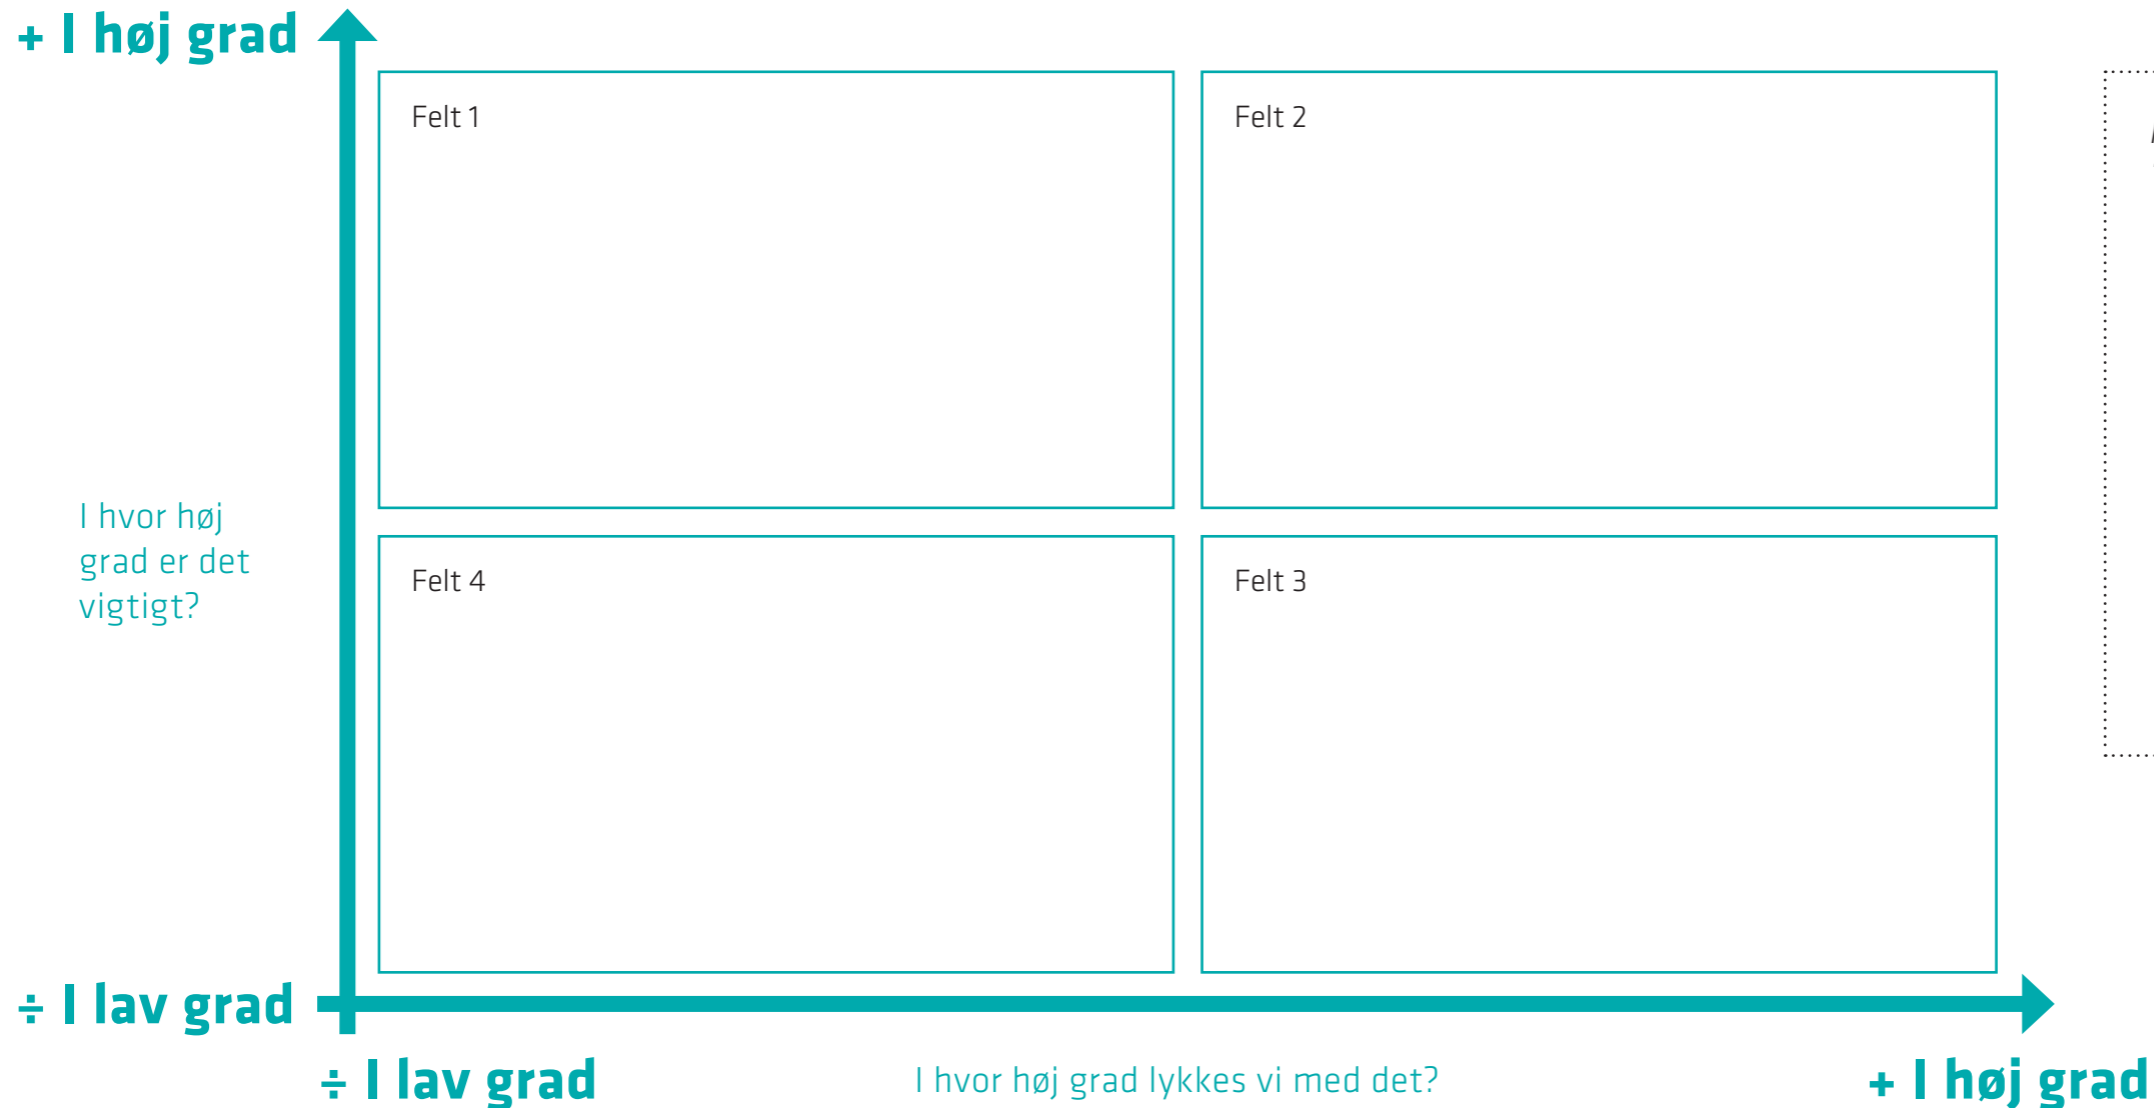 + I høj grad
Felt 1
Felt 2
I hvor høj
grad er det
vigtigt?
Felt 4
Felt 3
÷ I lav grad
÷ I lav grad
I hvor høj grad lykkes vi med det?
+ I høj grad